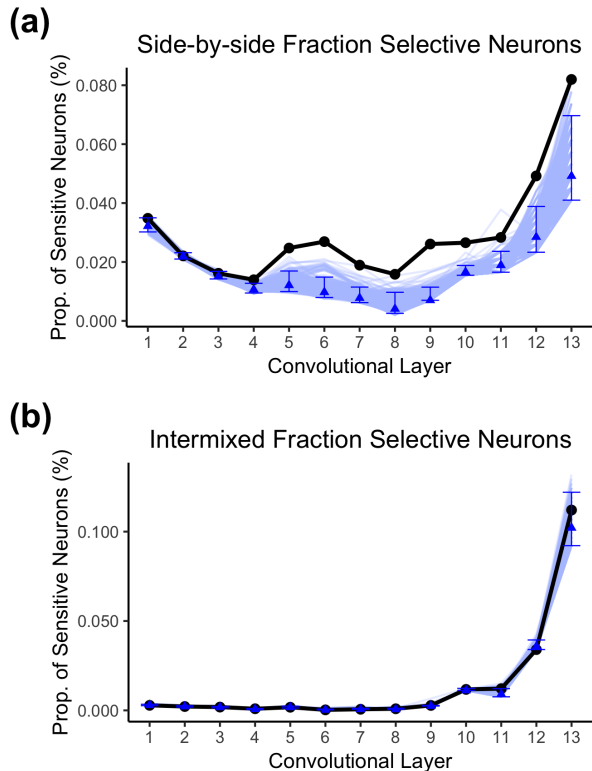 (a)
Side-by-side Fraction Selective Neurons
Prop. of Sensitive Neurons (%)
0.080
0.060
0.040
0.020
0.000
1 2 3 4 5 6 7 8 9 10 11 12 13
Convolutional Layer
(b)
Intermixed Fraction Selective Neurons
Prop. of Sensitive Neurons (%)
0.100
0.050
0.000
1 2 3 4 5 6 7 8 9 10 11 12 13
Convolutional Layer